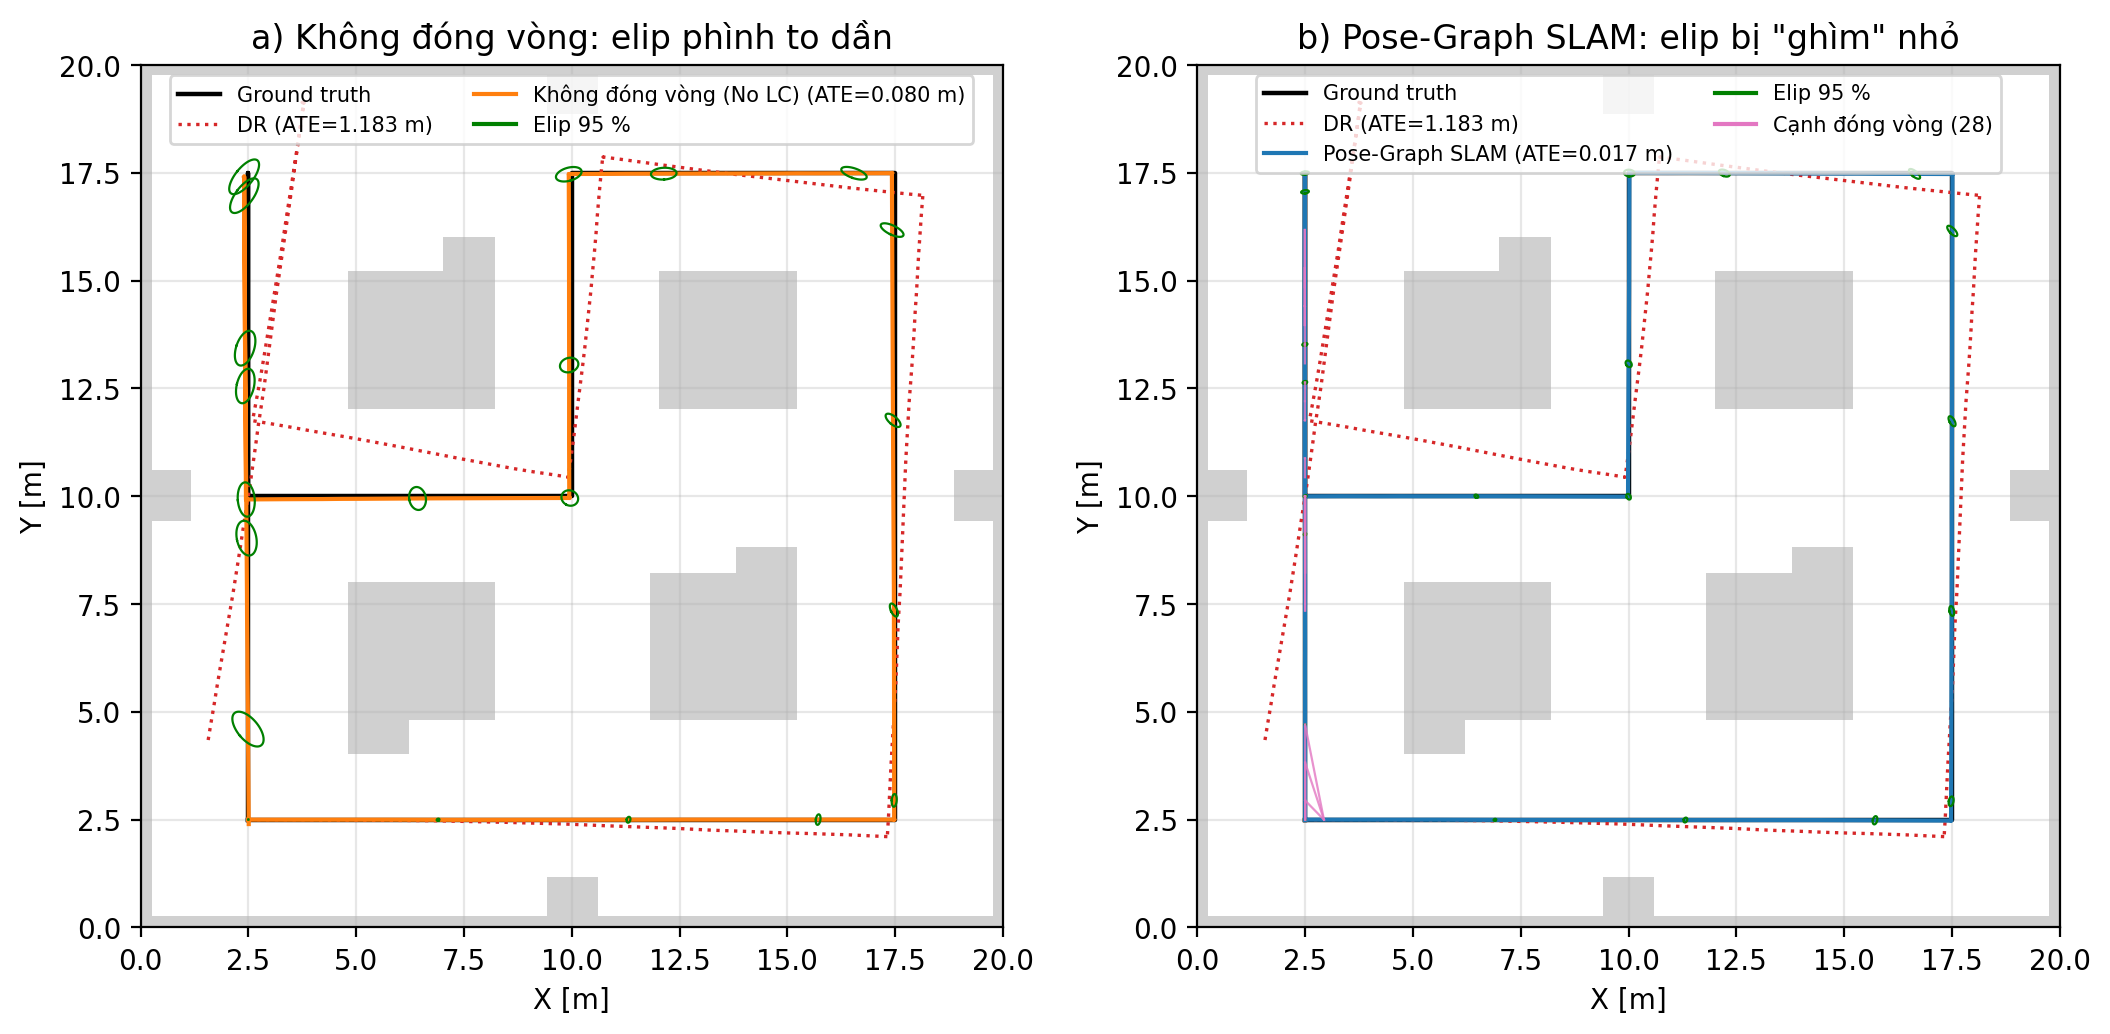 a) Không đóng vòng: elip phình to dần
Ground truth
DR (ATE=1.183 m)
Không đóng vòng (No LC) (ATE=0.080 m)
Elip 95 %
20.0
17.5
15.0
12.5
10.0
7.5
5.0
2.5
0.0
Y [m]
0.0 2.5 5.0 7.5 10.0 12.5 15.0 17.5 20.0
X [m]
b) Pose-Graph SLAM: elip bị "ghìm" nhỏ
Ground truth
DR (ATE=1.183 m)
Pose-Graph SLAM (ATE=0.017 m)
Elip 95 %
Cạnh đóng vòng (28)
20.0
17.5
15.0
12.5
10.0
7.5
5.0
2.5
0.0
Y [m]
0.0 2.5 5.0 7.5 10.0 12.5 15.0 17.5 20.0
X [m]